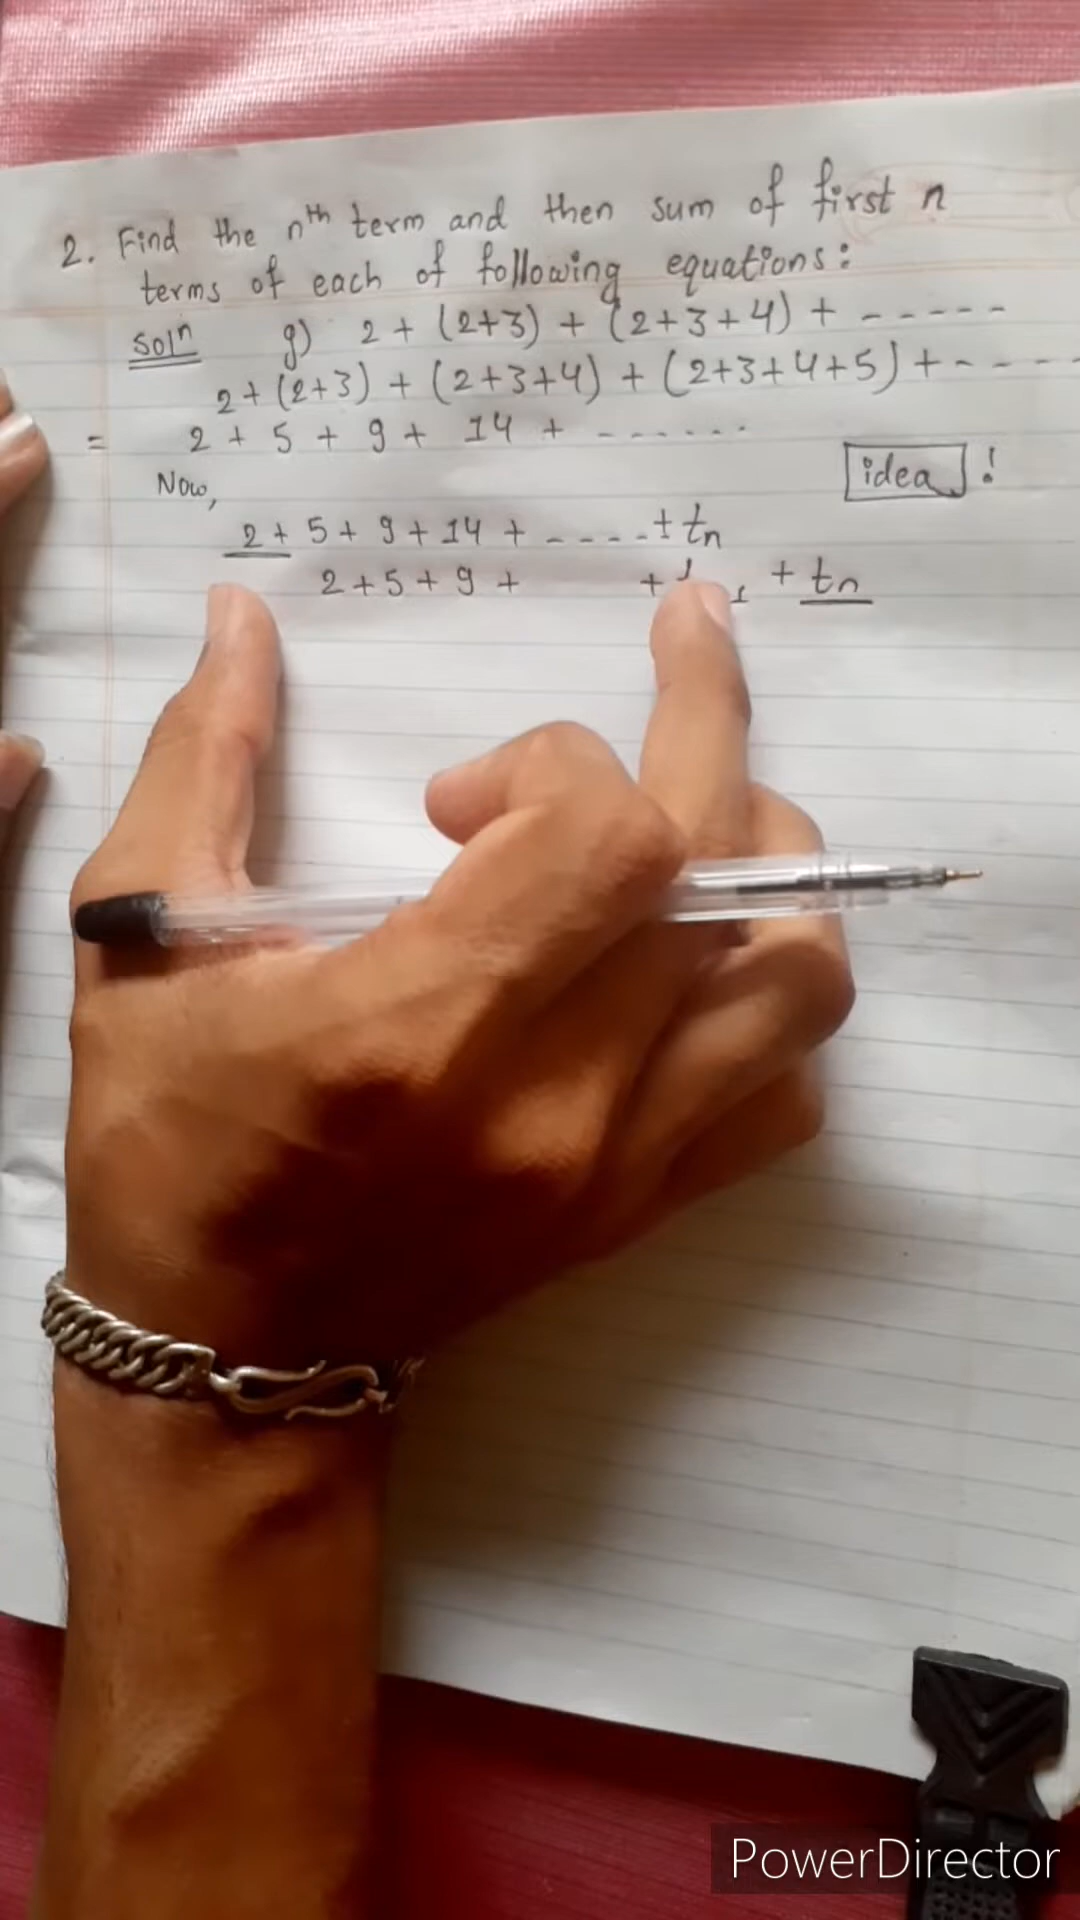 2. Find the nth term and then sum of first n
terms of each of following equations:
Soln g) 2 + (2+3) + (2+3+4) + -----
2 + (2+3) + (2+3+4) + (2+3+4+5) + ----
= 2 + 5 + 9 + 14 + ------
idea !
Now,
2 + 5 + 9 + 14 + ----- + tn
2 + 5 + 9 + + + tn
PowerDirector